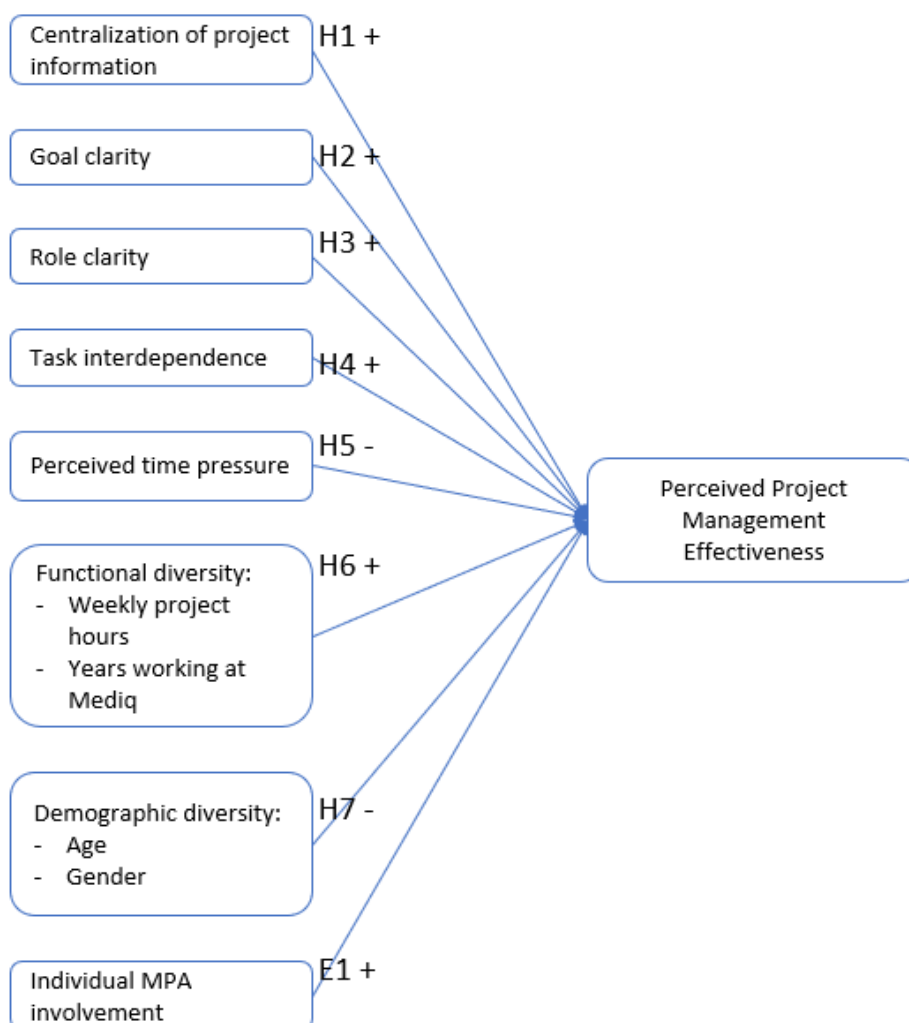 Centralization of project
information
H1 +
Goal clarity
H2 +
Role clarity
H3 +
Task interdependence
H4 +
Perceived time pressure
H5 -
Perceived Project
Management
Effectiveness
Functional diversity:
- Weekly project
hours
- Years working at
Mediq
H6 +
Demographic diversity:
- Age
- Gender
H7 -
Individual MPA
involvement
E1 +